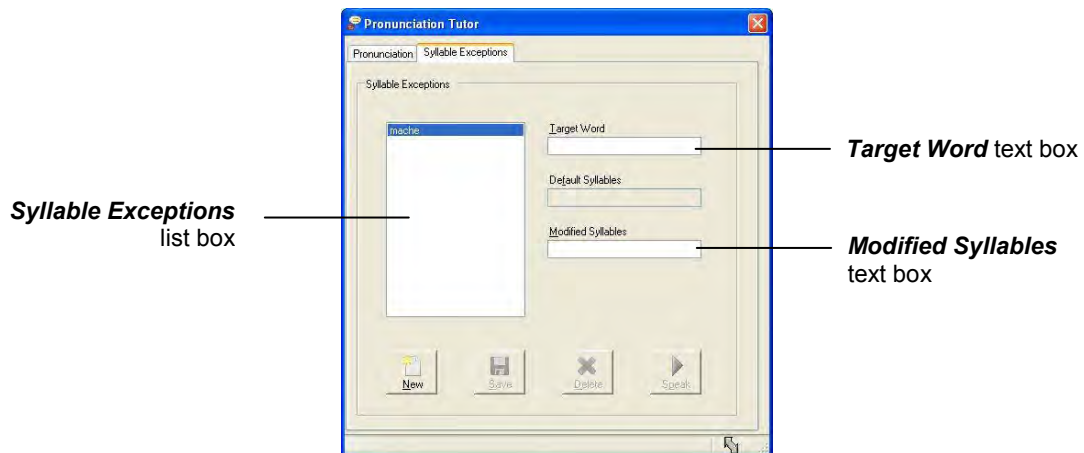 Pronunciation Tutor
Pronunciation
Syllable Exceptions
Syllable Exceptions
mache
Target Word
Default Syllables
Modified Syllables
New
Save
Delete
Speak
Syllable Exceptions
list box
Target Word text box
Modified Syllables
text box